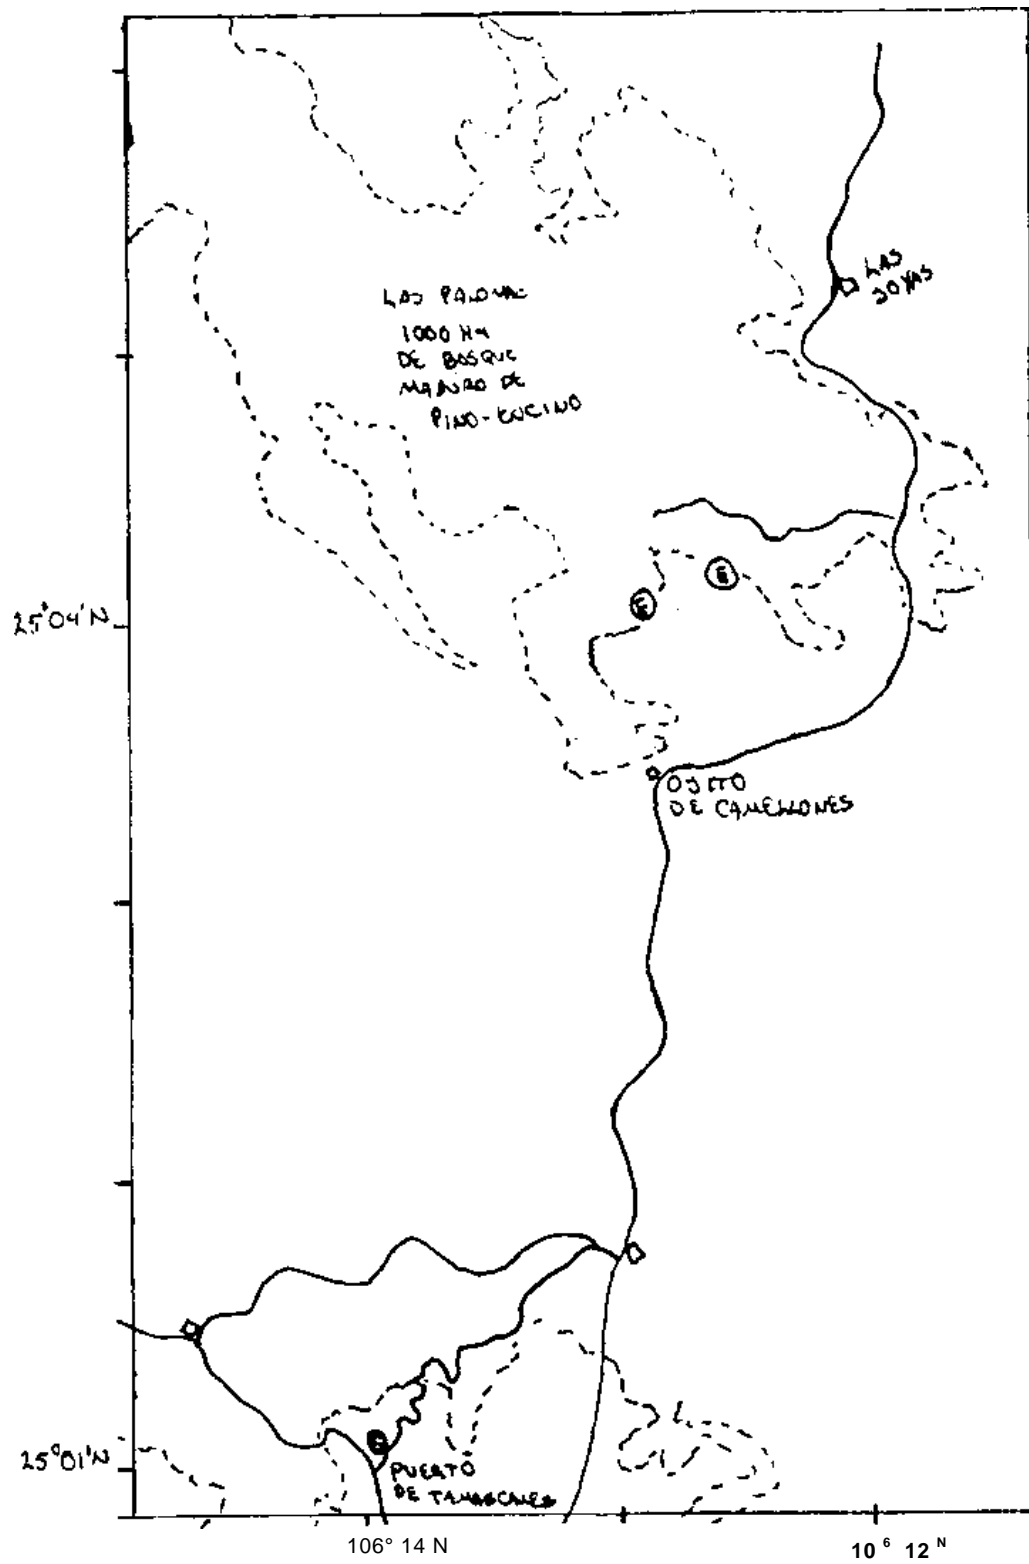 LAS
JOYAS
LAS PALOMAS
1000 HA
DE BOSQUE
MADURO DE
PINO-ENCINO
25°04'N
OJITO
DE CAMELLONES
25°01'N
PUERTO
DE TAMASCALES
106° 14 N
10 6 12 N